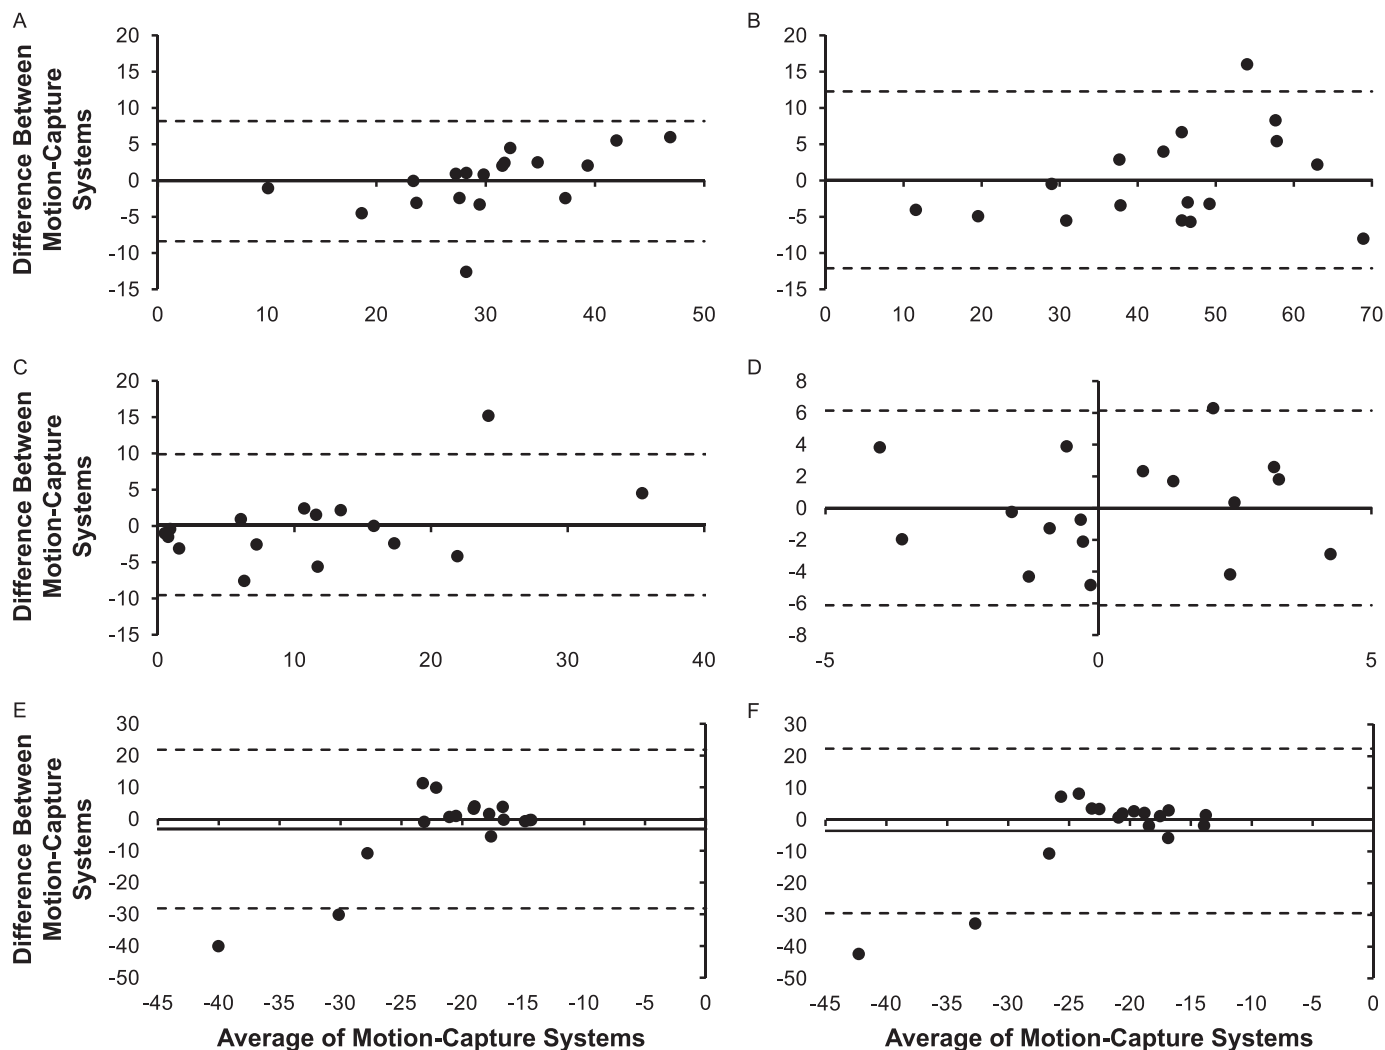 A
Difference Between
Motion-Capture
Systems
20
15
10
5
0
-5
-10
-15
0 10 20 30 40 50
B
20
15
10
5
0
-5
-10
-15
0 10 20 30 40 50 60 70
C
Difference Between
Motion-Capture
Systems
20
15
10
5
0
-5
-10
-15
0 10 20 30 40
D
8
6
4
2
0
-2
-4
-6
-8
-5 0 5
E
Difference Between
Motion-Capture
Systems
30
20
10
0
-10
-20
-30
-40
-50
-45 -40 -35 -30 -25 -20 -15 -10 -5 0
Average of Motion-Capture Systems
F
30
20
10
0
-10
-20
-30
-40
-50
-45 -40 -35 -30 -25 -20 -15 -10 -5 0
Average of Motion-Capture Systems